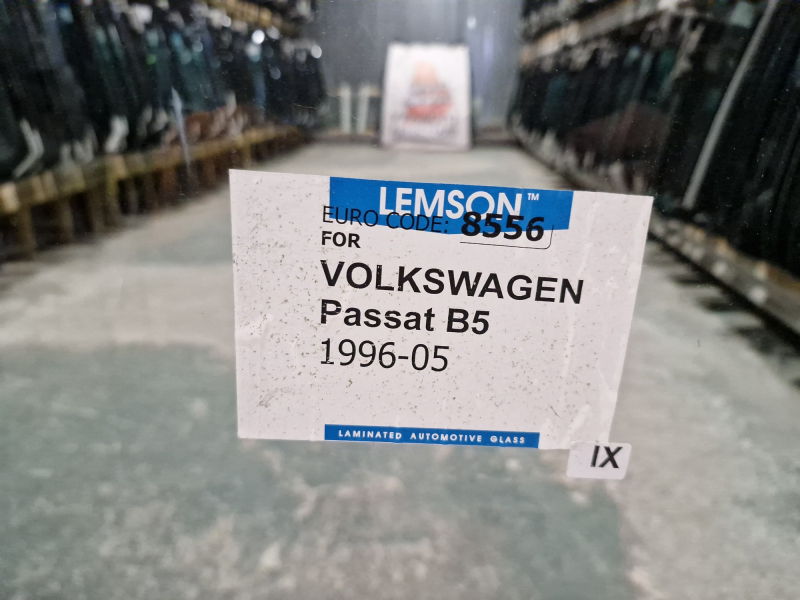 LEMSON™
EURO CODE: 8556
FOR
VOLKSWAGEN
Passat B5
1996-05
LAMINATED AUTOMOTIVE GLASS
IX